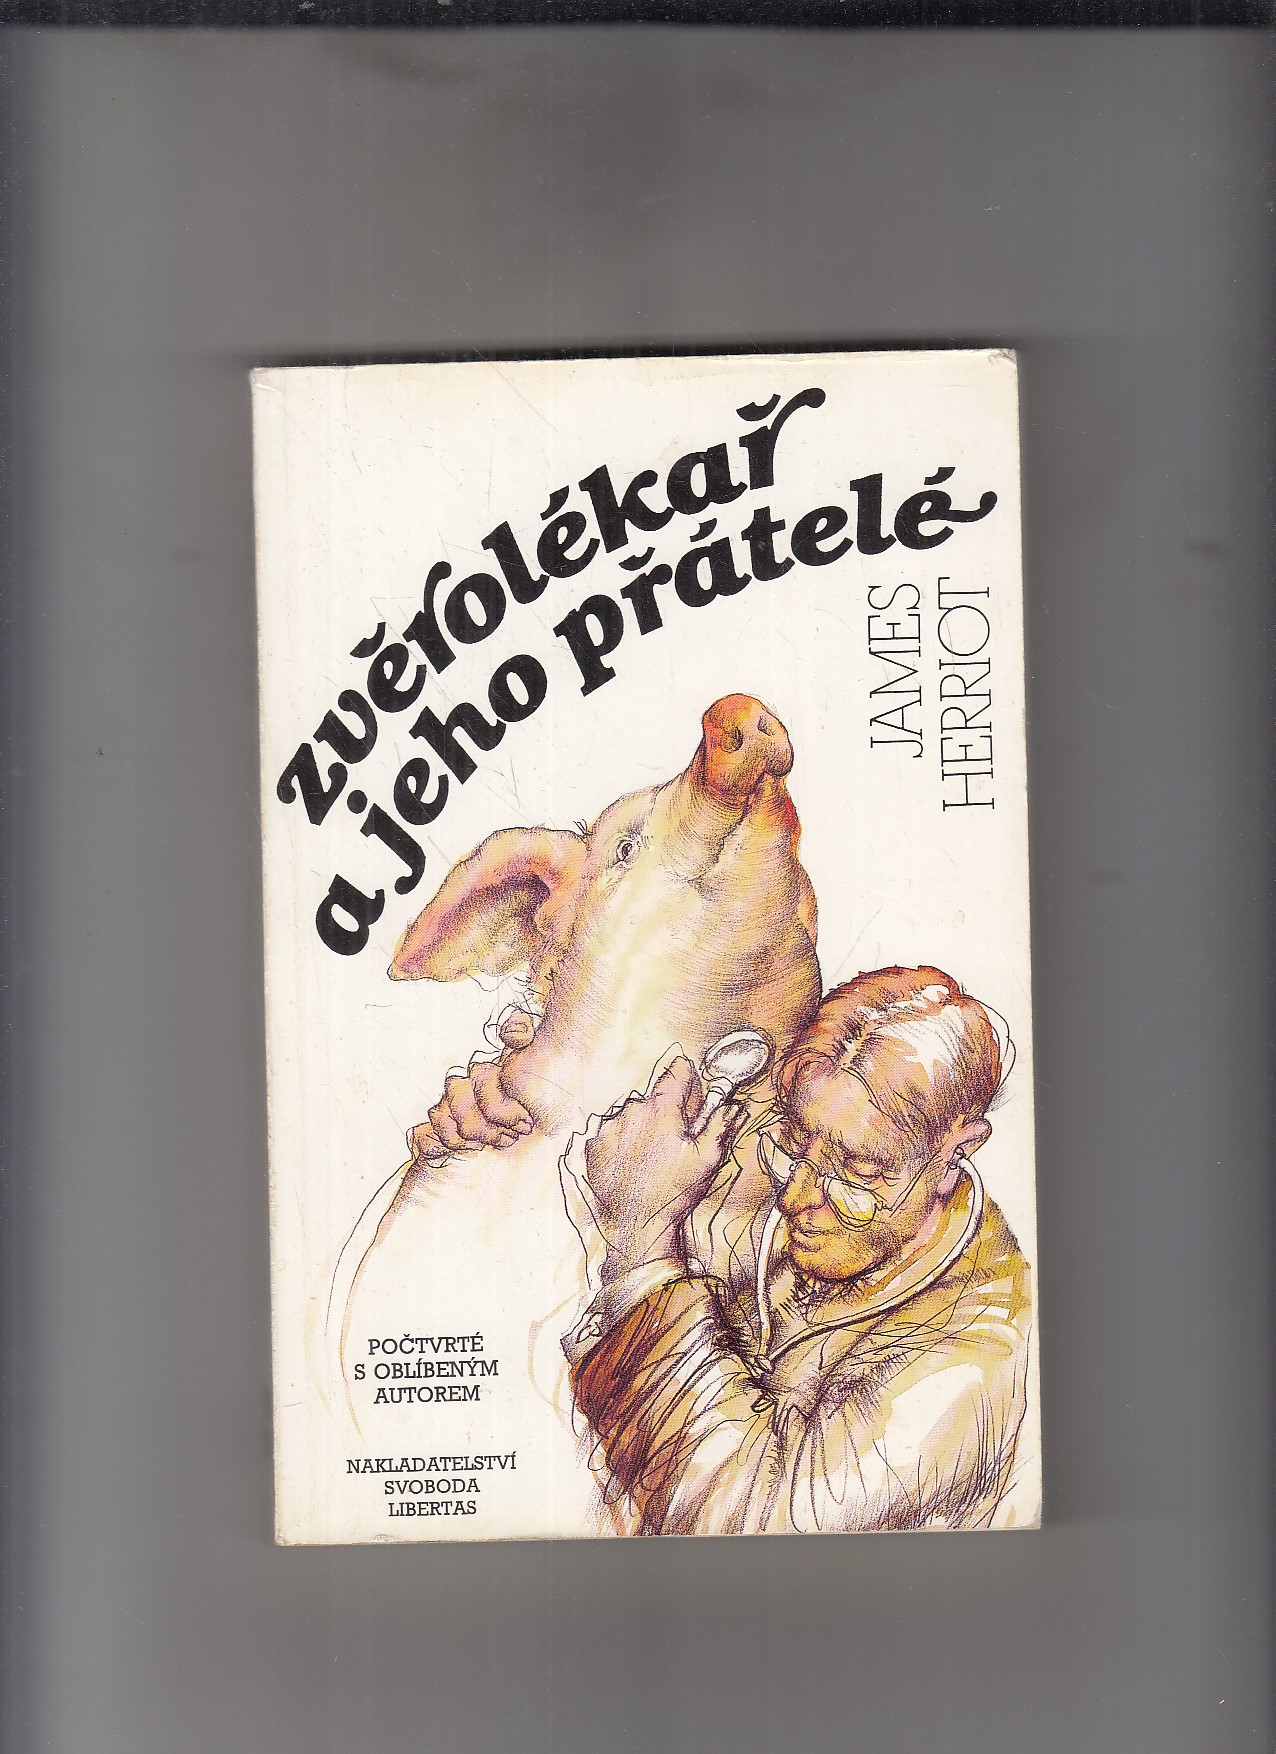 zvěrolékař
a jeho přátelé
JAMES
HERRIOT
POČTVRTÉ
S OBLÍBENÝM
AUTOREM
NAKLADATELSTVÍ
SVOBODA
LIBERTAS